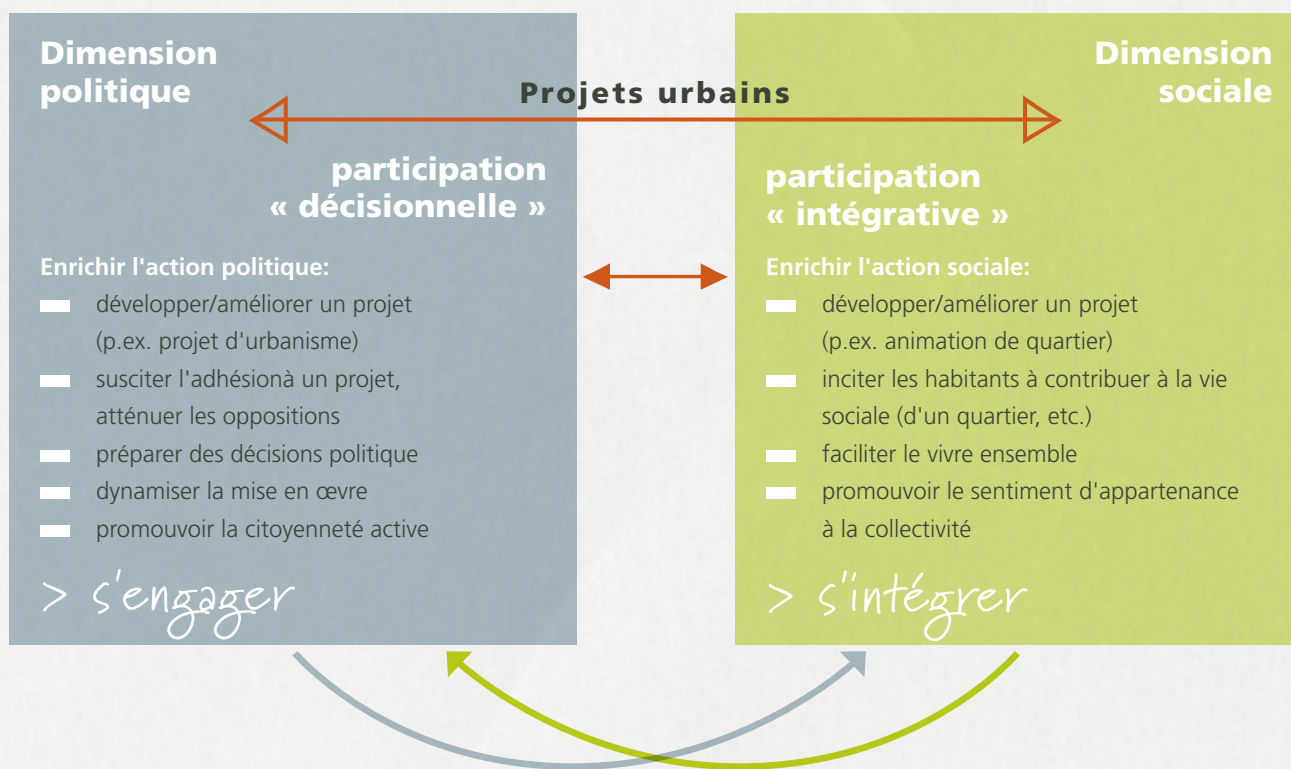 Dimension
politique
Projets urbains
Dimension
sociale
participation
« décisionnelle »
Enrichir l'action politique:
développer/améliorer un projet
(p.ex. projet d'urbanisme)
susciter l'adhésionà un projet,
atténuer les oppositions
préparer des décisions politique
dynamiser la mise en œvre
promouvoir la citoyenneté active
> s'engager
participation
« intégrative »
Enrichir l'action sociale:
développer/améliorer un projet
(p.ex. animation de quartier)
inciter les habitants à contribuer à la vie
sociale (d'un quartier, etc.)
faciliter le vivre ensemble
promouvoir le sentiment d'appartenance
à la collectivité
> s'intégrer